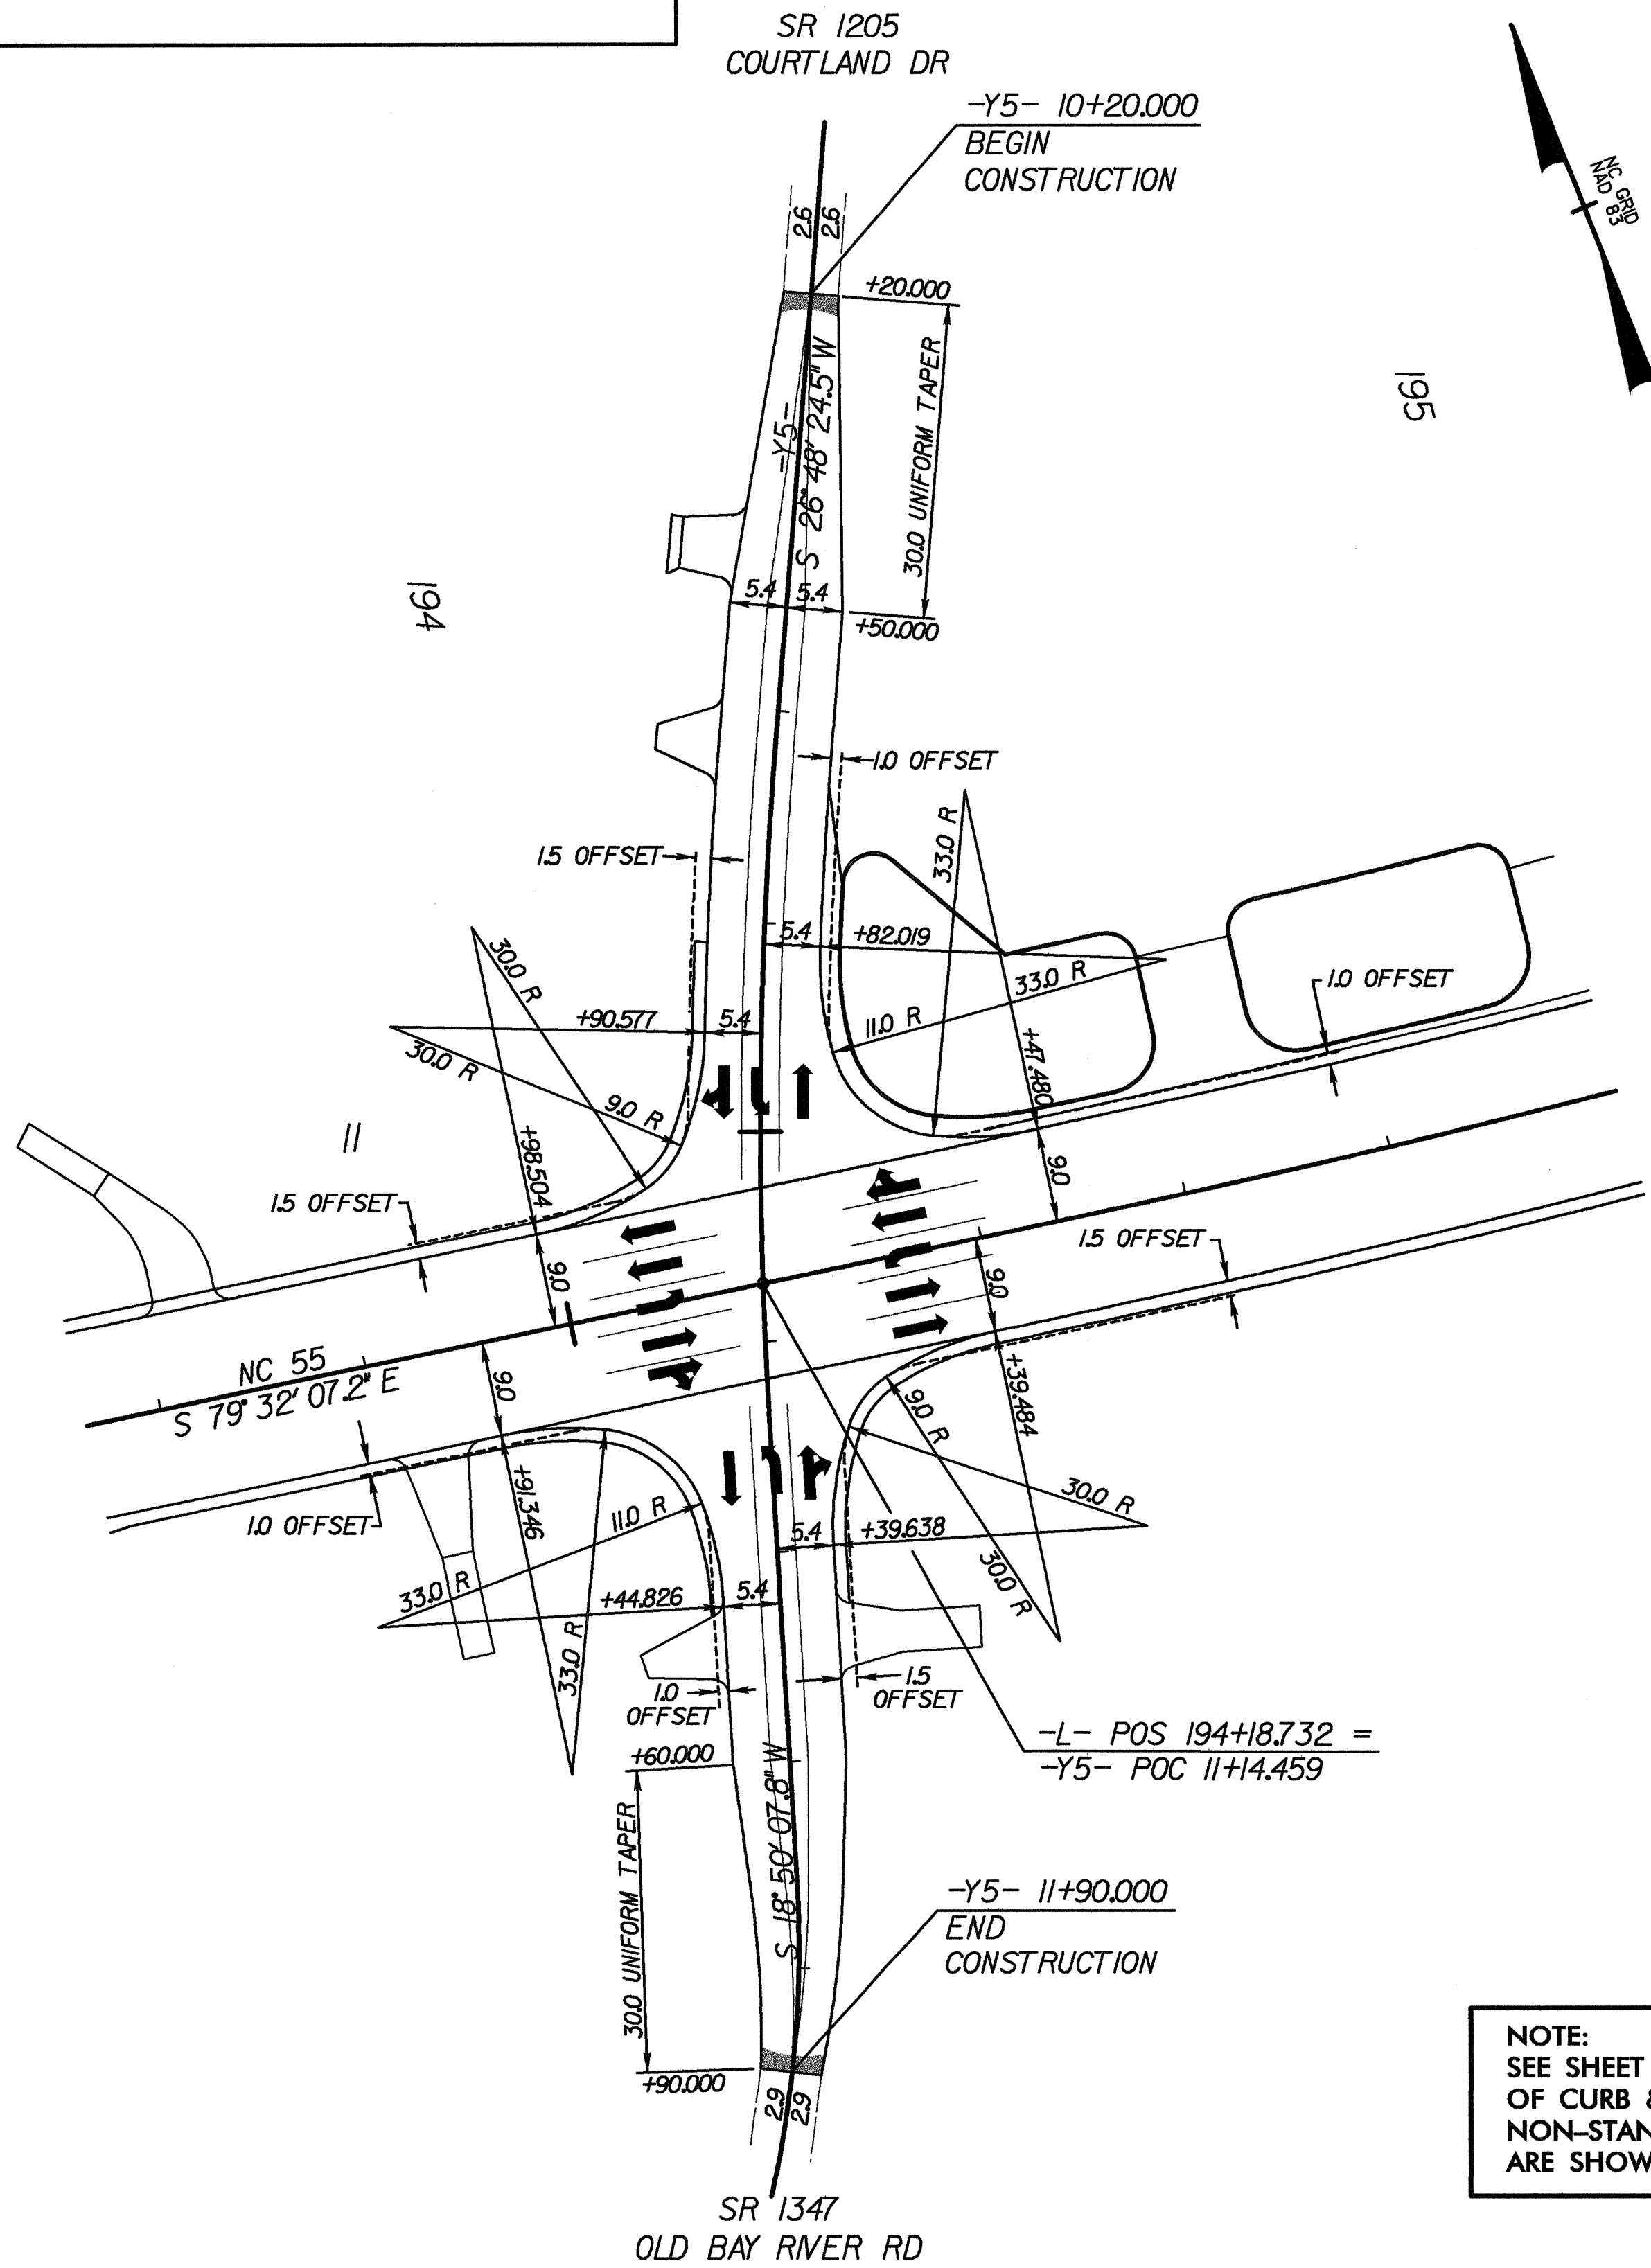 SR 1205
COURTLAND DR
-Y5- 10+20.000
BEGIN
CONSTRUCTION
NC GRID
NAD 83
2.6
2.6
+20.000
30.0 UNIFORM TAPER
-Y5-
S 26° 48' 24.5" W
195
194
5.4
5.4
+50.000
1.0 OFFSET
33.0 R
1.5 OFFSET
5.4
+82.019
33.0 R
1.0 OFFSET
30.0 R
11.0 R
+90.577
5.4
30.0 R
+47.480
9.0 R
11
+98.504
9.0
1.5 OFFSET
1.5 OFFSET
9.0
9.0
NC 55
S 79° 32' 07.2" E
9.0
+39.484
9.0 R
+91.346
30.0 R
1.0 OFFSET
11.0 R
5.4
+39.638
30.0 R
33.0 R
+44.826
5.4
33.0 R
1.0
OFFSET
1.5
OFFSET
-L- POS 194+18.732 =
-Y5- POC 11+14.459
+60.000
S 18° 50' 07.8" W
30.0 UNIFORM TAPER
-Y5- 11+90.000
END
CONSTRUCTION
+90.000
2.9
2.9
NOTE:
SEE SHEET
OF CURB &
NON-STAN
ARE SHOW
SR 1347
OLD BAY RIVER RD